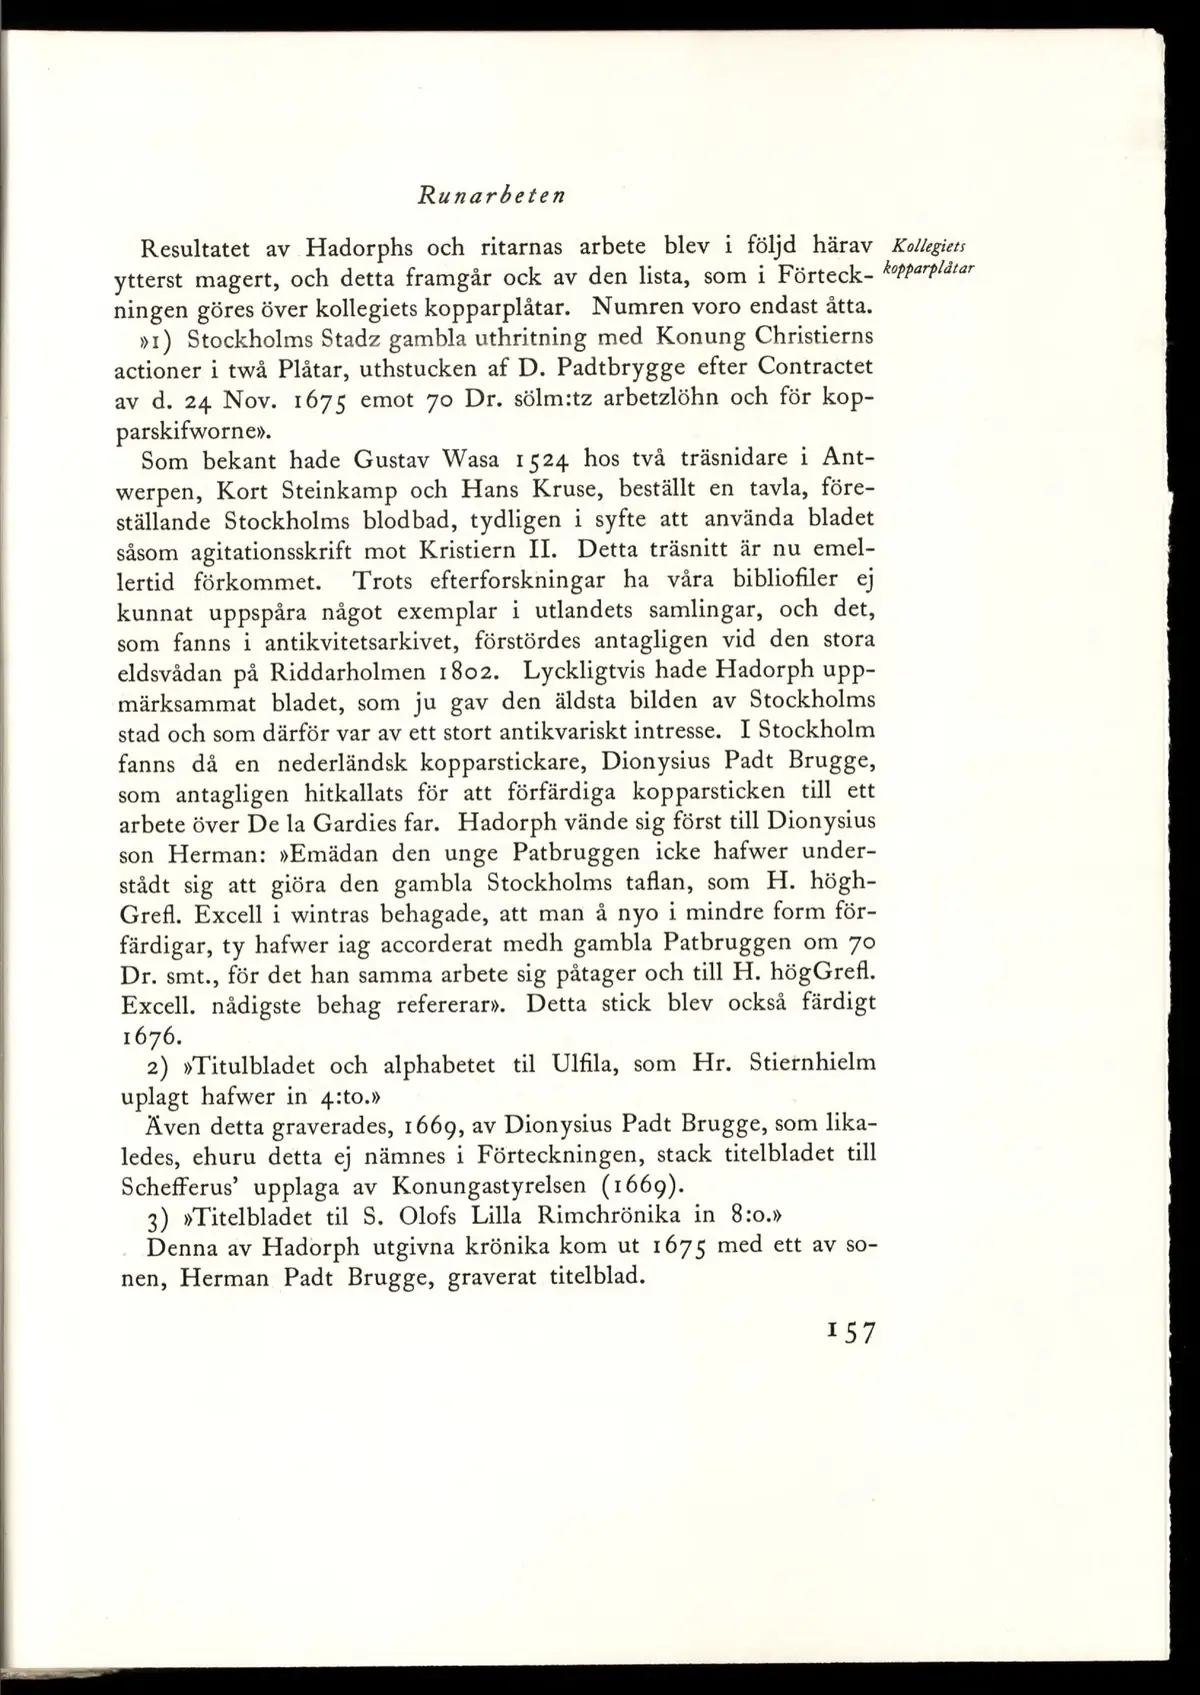 Runarbeten
Resultatet av Hadorphs och ritarnas arbete blev i följd härav
ytterst magert, och detta framgår ock av den lista, som i Förteck-
ningen göres över kollegiets kopparplåtar. Numren voro endast åtta.
Kollegiets
kopparplåtar
»1) Stockholms Stadz gambla uthritning med Konung Christierns
actioner i twå Plåtar, uthstucken af D. Padtbrygge efter Contractet
av d. 24 Nov. 1675 emot 70 Dr. sölm:tz arbetzlöhn och för kop-
parskifworne».
Som bekant hade Gustav Wasa 1524 hos två träsnidare i Ant-
werpen, Kort Steinkamp och Hans Kruse, beställt en tavla, före-
ställande Stockholms blodbad, tydligen i syfte att använda bladet
såsom agitationsskrift mot Kristiern II. Detta träsnitt är nu emel-
lertid förkommet. Trots efterforskningar ha våra bibliofiler ej
kunnat uppspåra något exemplar i utlandets samlingar, och det,
som fanns i antikvitetsarkivet, förstördes antagligen vid den stora
eldsvådan på Riddarholmen 1802. Lyckligtvis hade Hadorph upp-
märksammat bladet, som ju gav den äldsta bilden av Stockholms
stad och som därför var av ett stort antikvariskt intresse. I Stockholm
fanns då en nederländsk kopparstickare, Dionysius Padt Brugge,
som antagligen hitkallats för att förfärdiga kopparsticken till ett
arbete över De la Gardies far. Hadorph vände sig först till Dionysius
son Herman: »Emädan den unge Patbruggen icke hafwer under-
stådt sig att giöra den gambla Stockholms taflan, som H. högh-
Grefl. Excell i wintras behagade, att man å nyo i mindre form för-
färdigar, ty hafwer iag accorderat medh gambla Patbruggen om 70
Dr. smt., för det han samma arbete sig påtager och till H. högGrefl.
Excell. nådigste behag refererar». Detta stick blev också färdigt
1676.
2) »Titulbladet och alphabetet til Ulfila, som Hr. Stiernhielm
uplagt hafwer in 4:to.»
Även detta graverades, 1669, av Dionysius Padt Brugge, som lika-
ledes, ehuru detta ej nämnes i Förteckningen, stack titelbladet till
Schefferus' upplaga av Konungastyrelsen (1669).
3) »Titelbladet til S. Olofs Lilla Rimchrönika in 8:o.»
Denna av Hadorph utgivna krönika kom ut 1675 med ett av so-
nen, Herman Padt Brugge, graverat titelblad.
157